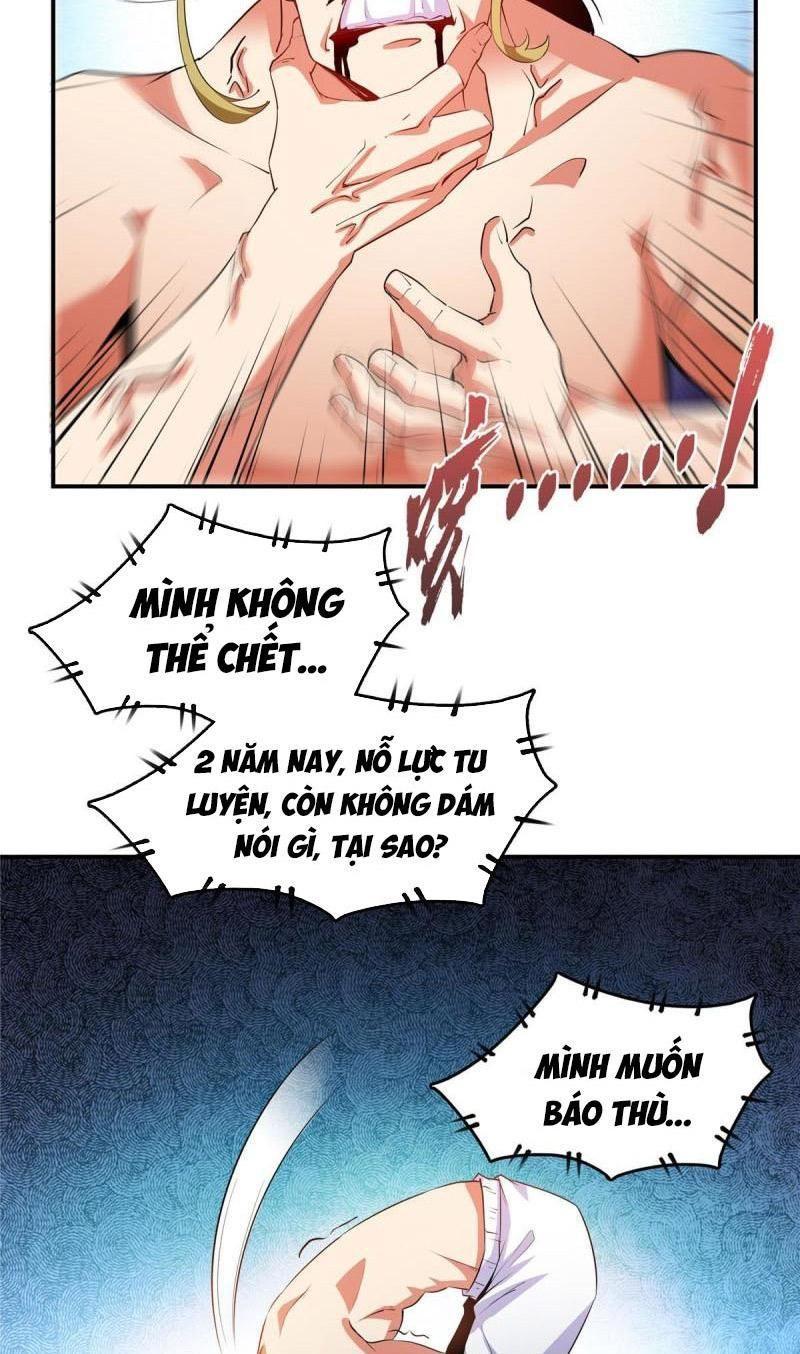 咳……!
MÌNH KHÔNG
THỂ CHẾT...
2 NĂM NAY, NỖ LỰC TU
LUYỆN, CÒN KHÔNG DÁM
NÓI GÌ, TẠI SAO?
MÌNH MUỐN
BÁO THÙ...